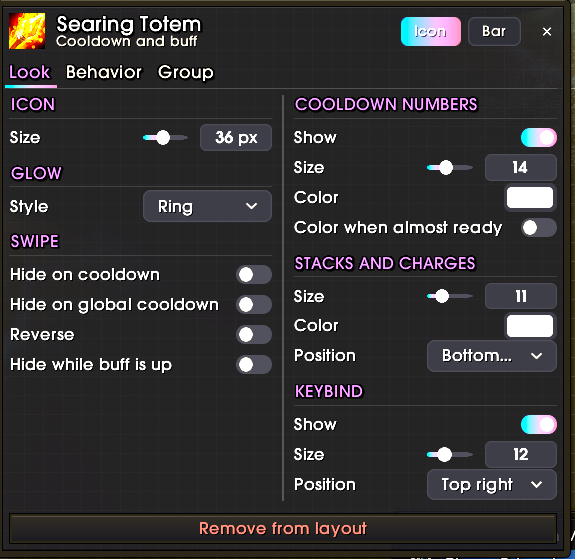 Searing Totem
Cooldown and buff
Icon
Bar
×
Look
Behavior
Group
ICON
Size
36 px
GLOW
Style
Ring
SWIPE
Hide on cooldown
Hide on global cooldown
Reverse
Hide while buff is up
COOLDOWN NUMBERS
Show
Size
14
Color
Color when almost ready
STACKS AND CHARGES
Size
11
Color
Position
Bottom...
KEYBIND
Show
Size
12
Position
Top right
Remove from layout